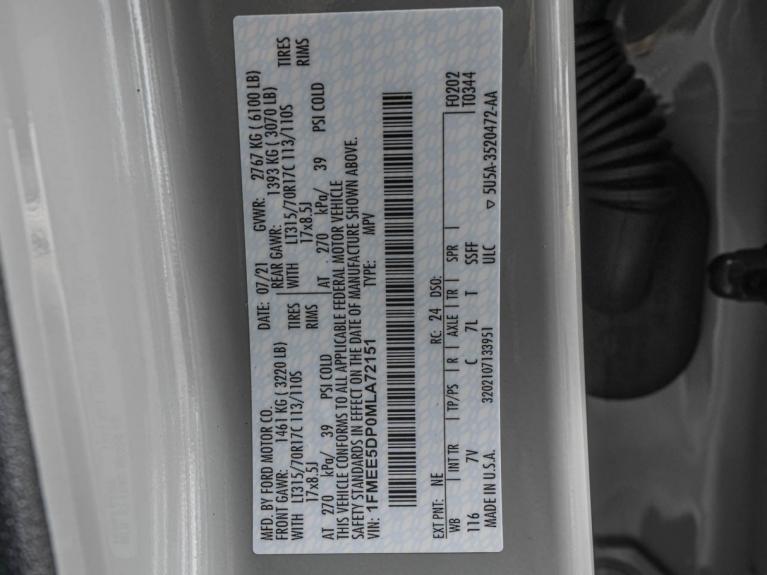 MFD. BY FORD MOTOR CO. DATE: 07/21 GVWR: 2767 KG ( 6100 LB)
FRONT GAWR: 1461 KG ( 3220 LB) REAR GAWR: 1393 KG ( 3070 LB)
WITH LT315/70R17C 113/110S TIRES WITH LT315/70R17C 113/110S TIRES
17x8.5J RIMS 17x8.5J RIMS
AT 270 kPa/ 39 PSI COLD AT 270 kPa/ 39 PSI COLD
THIS VEHICLE CONFORMS TO ALL APPLICABLE FEDERAL MOTOR VEHICLE
SAFETY STANDARDS IN EFFECT ON THE DATE OF MANUFACTURE SHOWN ABOVE.
VIN: 1FMEE5DP0MLA72151 TYPE: MPV
EXT PNT: NE RC: 24 DSO:
WB | INT TR | TP/PS | R | AXLE | TR | SPR | F0202
116 7V C 7L T SSFF T0344
MADE IN U.S.A. 3202107133951 ULC ▽ 5U5A-3520472-AA